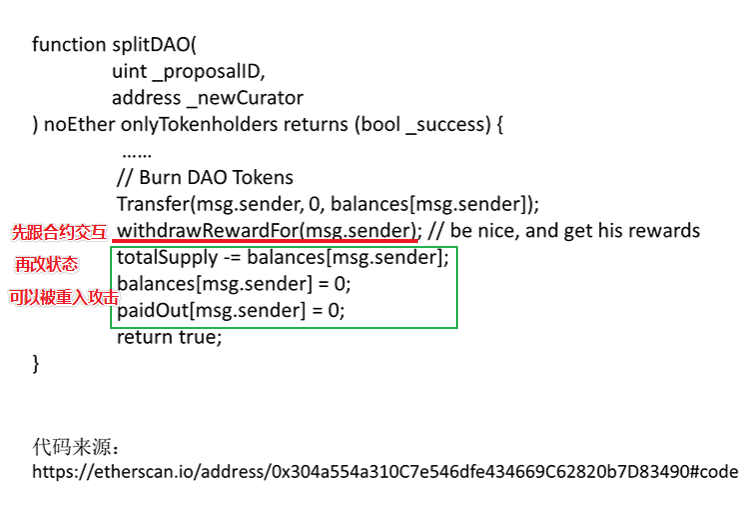 function splitDAO(
uint _proposalID,
address _newCurator
) noEther onlyTokenholders returns (bool _success) {
……
// Burn DAO Tokens
Transfer(msg.sender, 0, balances[msg.sender]);
先跟合约交互 withdrawRewardFor(msg.sender); // be nice, and get his rewards
再改状态 totalSupply -= balances[msg.sender];
可以被重入攻击 balances[msg.sender] = 0;
paidOut[msg.sender] = 0;
return true;
}
代码来源：
https://etherscan.io/address/0x304a554a310C7e546dfe434669C62820b7D83490#code